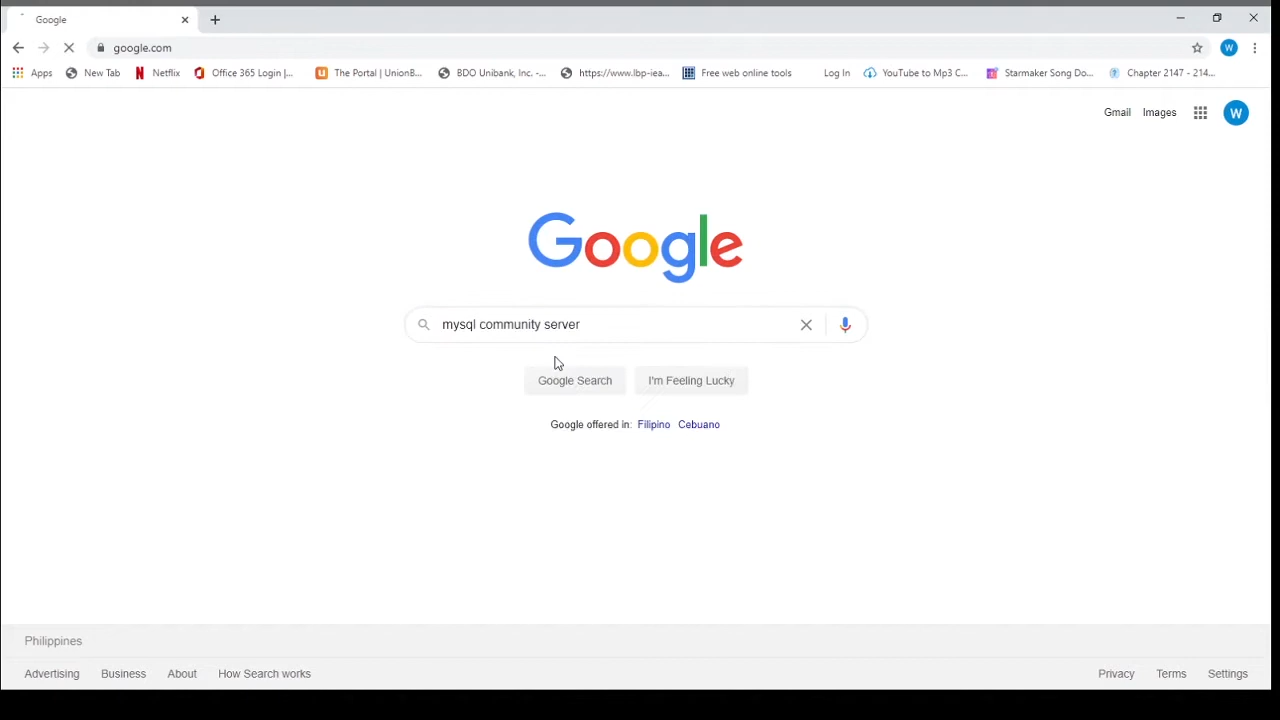 Google
google.com
W
Apps New Tab Netflix Office 365 Login |... The Portal | UnionB... BDO Unibank, Inc. -... https://www.lbp-iea... Free web online tools Log In YouTube to Mp3 C... Starmaker Song Do... Chapter 2147 - 214...
Gmail Images W
Google
mysql community server
Google Search I'm Feeling Lucky
Google offered in: Filipino Cebuano
Philippines
Advertising Business About How Search works Privacy Terms Settings